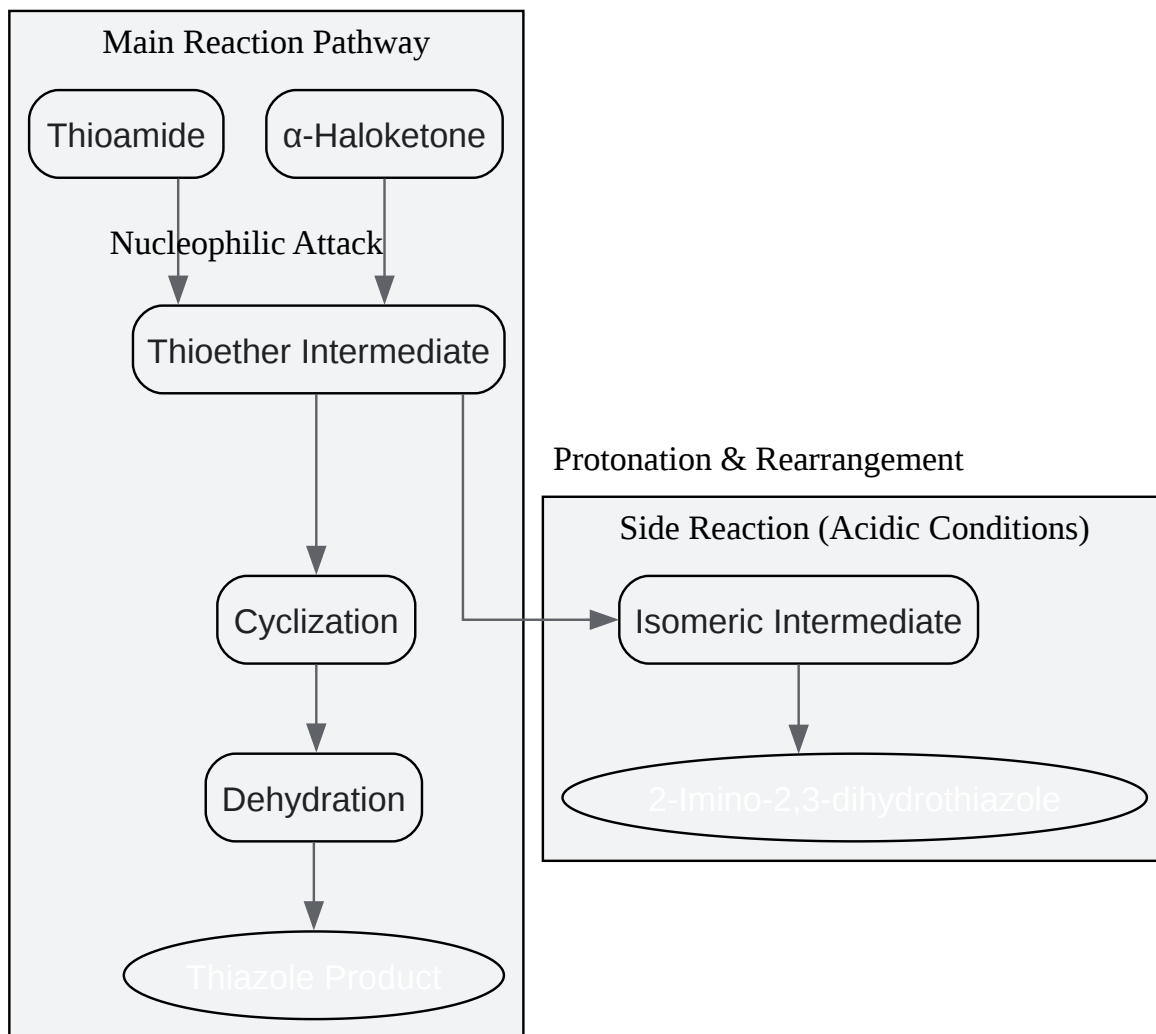 Main Reaction Pathway
Thioamide
α-Haloketone
Nucleophilic Attack
Thioether Intermediate
Protonation & Rearrangement
Side Reaction (Acidic Conditions)
Cyclization
Isomeric Intermediate
Dehydration
2-Imino-2,3-dihydrothiazole
Thiazole Product